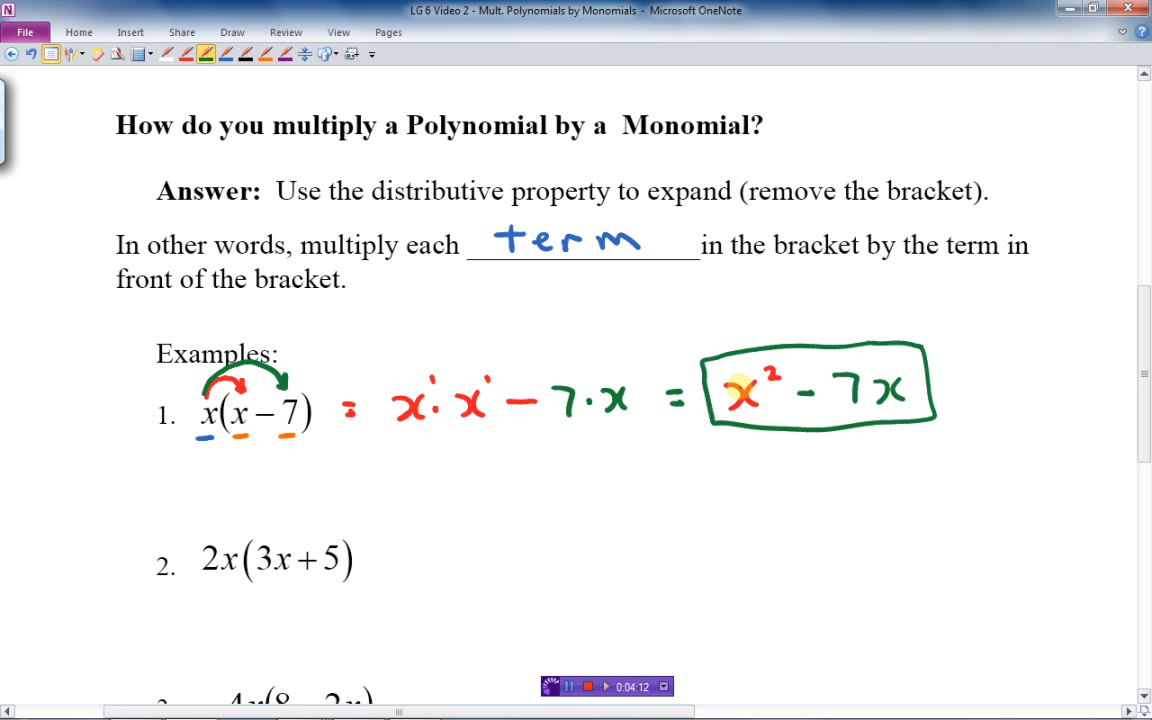 LG 6 Video 2 - Mult. Polynomials by Monomials - Microsoft OneNote
File Home Insert Share Draw Review View Pages
How do you multiply a Polynomial by a Monomial?
Answer: Use the distributive property to expand (remove the bracket).
In other words, multiply each term in the bracket by the term in
front of the bracket.
Examples:
1. x(x − 7) = x¹·x¹ − 7·x = x² − 7x
2. 2x(3x + 5)
0:04:12